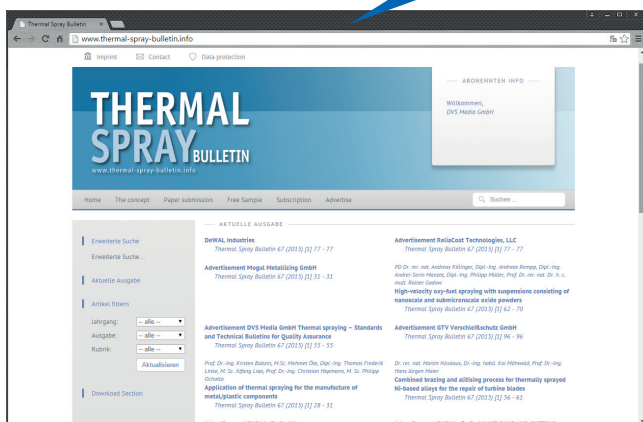 Thermal Spray Bulletin
www.thermal-spray-bulletin.info
Imprint
Contact
Data protection
THERMAL
SPRAY BULLETIN
www.thermal-spray-bulletin.info
ABONENNTEN INFO
Willkommen,
DVS Media GmbH
Home
The concept
Paper submission
Free Sample
Subscription
Advertise
Suchen ...
Erweiterte Suche
Erweiterte Suche...
Aktuelle Ausgabe
Artikel filtern
Jahrgang: -- alle --
Ausgabe: -- alle --
Rubrik: -- alle --
Aktualisieren
Download Section
AKTUELLE AUSGABE
DeWAL Industries
Thermal Spray Bulletin 67 (2015) [1] 77 - 77
Advertisement ReliaCoat Technologies, LLC
Thermal Spray Bulletin 67 (2015) [1] 77 - 77
Advertisement Mogul Metallizing GmbH
Thermal Spray Bulletin 67 (2015) [1] 31 - 31
PD Dr. rer. nat. Andreas Killinger, Dipl.-Ing. Andreas Rempp, Dipl.-Ing.
Andrei-Sorin Manzat, Dipl.-Ing. Philipp Müller, Prof. Dr. rer. nat. Dr. h. c.
mult. Rainer Gadow
High-velocity oxy-fuel spraying with suspensions consisting of
nanoscale and submicronscale oxide powders
Thermal Spray Bulletin 67 (2015) [1] 62 - 70
Advertisement DVS Media GmbH Thermal spraying – Standards
and Technical Bulletins for Quality Assurance
Thermal Spray Bulletin 67 (2015) [1] 55 - 55
Advertisement GTV Verschleißschutz GmbH
Thermal Spray Bulletin 67 (2015) [1] 96 - 96
Prof. Dr.-Ing. Kirsten Bobzin, M.Sc. Mehmet Öte, Dipl.-Ing. Thomas Frederik
Linke, M. Sc. Xifang Liao, Prof. Dr.-Ing. Christian Hopmann, M. Sc. Philipp
Ochotta
Application of thermal spraying for the manufacture of
metal/plastic components
Thermal Spray Bulletin 67 (2015) [1] 28 - 31
Dr. rer. nat. Martin Nicolaus, Dr.-Ing. habil. Kai Möhwald, Prof. Dr.-Ing.
Hans Jürgen Maier
Combined brazing and alitising process for thermally sprayed
Ni-based alloys for the repair of turbine blades
Thermal Spray Bulletin 67 (2015) [1] 56 - 61